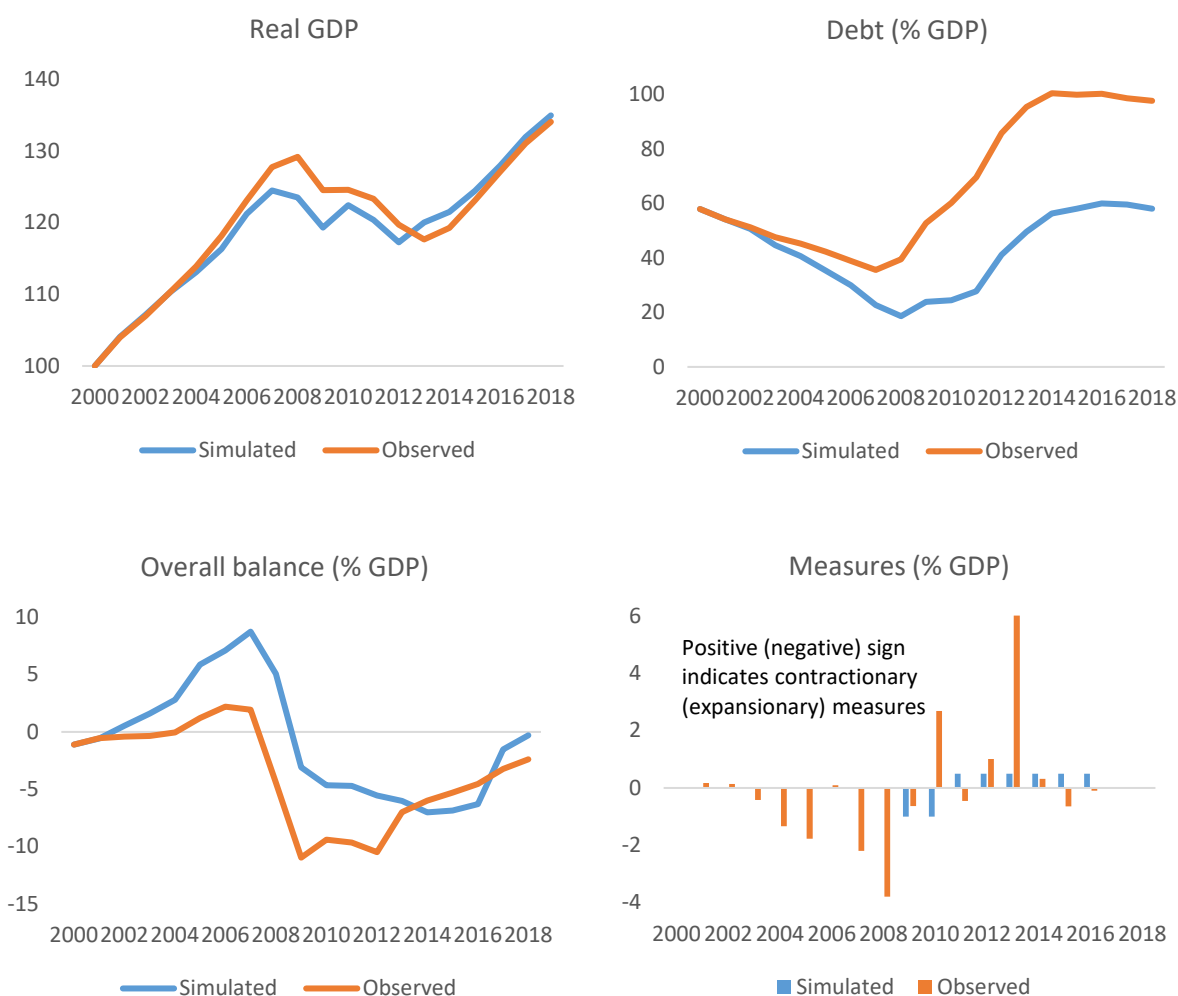 Real GDP
140
130
120
110
100
2000 2002 2004 2006 2008 2010 2012 2014 2016 2018
Simulated Observed
Debt (% GDP)
100
80
60
40
20
0
2000 2002 2004 2006 2008 2010 2012 2014 2016 2018
Simulated Observed
Overall balance (% GDP)
10
5
0
-5
-10
-15
2000 2002 2004 2006 2008 2010 2012 2014 2016 2018
Simulated Observed
Measures (% GDP)
6
4
2
0
-2
-4
Positive (negative) sign
indicates contractionary
(expansionary) measures
2000 2002 2004 2006 2008 2010 2012 2014 2016 2018
Simulated Observed